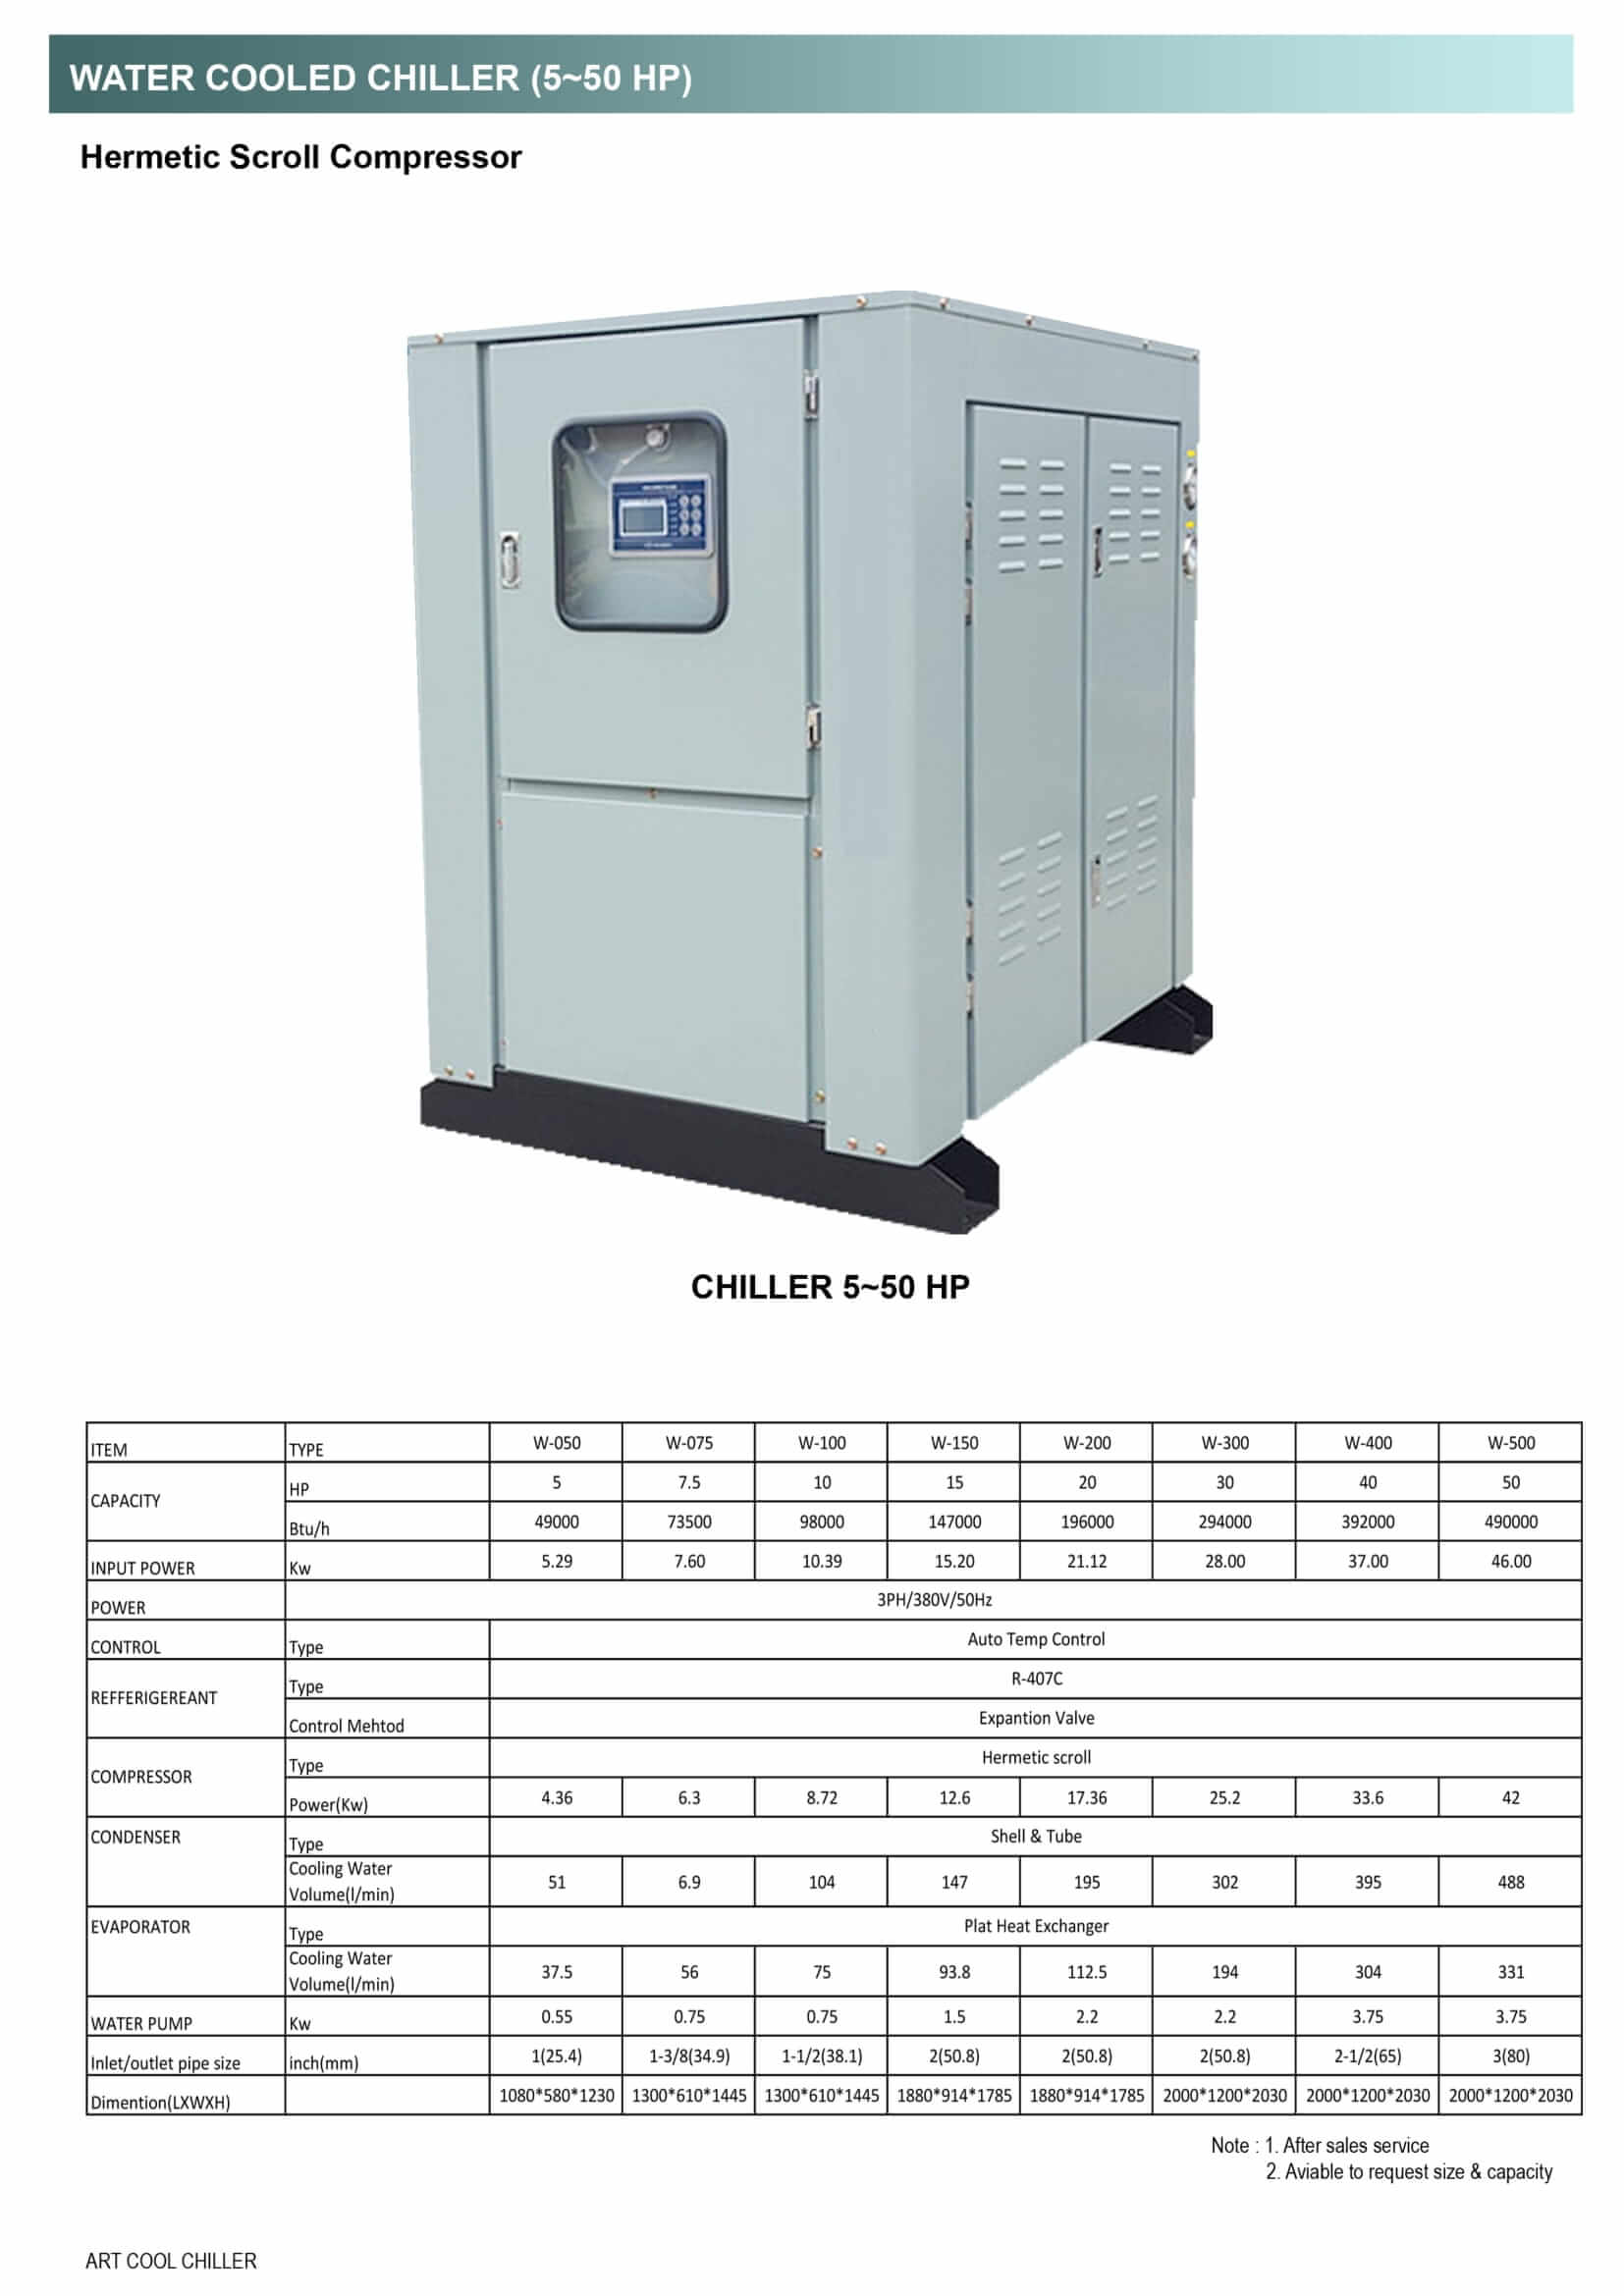 WATER COOLED CHILLER (5~50 HP)
Hermetic Scroll Compressor
CHILLER 5~50 HP
ITEM TYPE W-050 W-075 W-100 W-150 W-200 W-300 W-400 W-500
CAPACITY HP 5 7.5 10 15 20 30 40 50
Btu/h 49000 73500 98000 147000 196000 294000 392000 490000
INPUT POWER Kw 5.29 7.60 10.39 15.20 21.12 28.00 37.00 46.00
POWER 3PH/380V/50Hz
CONTROL Type Auto Temp Control
REFFERIGEREANT Type R-407C
Control Mehtod Expantion Valve
COMPRESSOR Type Hermetic scroll
Power(Kw) 4.36 6.3 8.72 12.6 17.36 25.2 33.6 42
CONDENSER Type Shell & Tube
Cooling Water
Volume(l/min) 51 6.9 104 147 195 302 395 488
EVAPORATOR Type Plat Heat Exchanger
Cooling Water
Volume(l/min) 37.5 56 75 93.8 112.5 194 304 331
WATER PUMP Kw 0.55 0.75 0.75 1.5 2.2 2.2 3.75 3.75
Inlet/outlet pipe size inch(mm) 1(25.4) 1-3/8(34.9) 1-1/2(38.1) 2(50.8) 2(50.8) 2(50.8) 2-1/2(65) 3(80)
Dimention(LXWXH) 1080*580*1230 1300*610*1445 1300*610*1445 1880*914*1785 1880*914*1785 2000*1200*2030 2000*1200*2030 2000*1200*2030
Note : 1. After sales service
2. Aviable to request size & capacity
ART COOL CHILLER